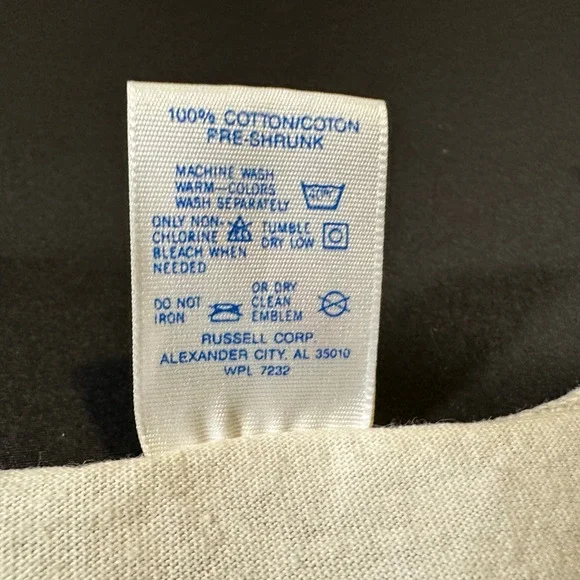 100% COTTON/COTON
PRE-SHRUNK
MACHINE WASH
WARM-COLORS
WASH SEPARATELY
40°
ONLY NON-
CHLORINE
BLEACH WHEN
NEEDED
TUMBLE
DRY LOW
DO NOT
IRON
OR DRY
CLEAN
EMBLEM
RUSSELL CORP.
ALEXANDER CITY, AL 35010
WPL 7232